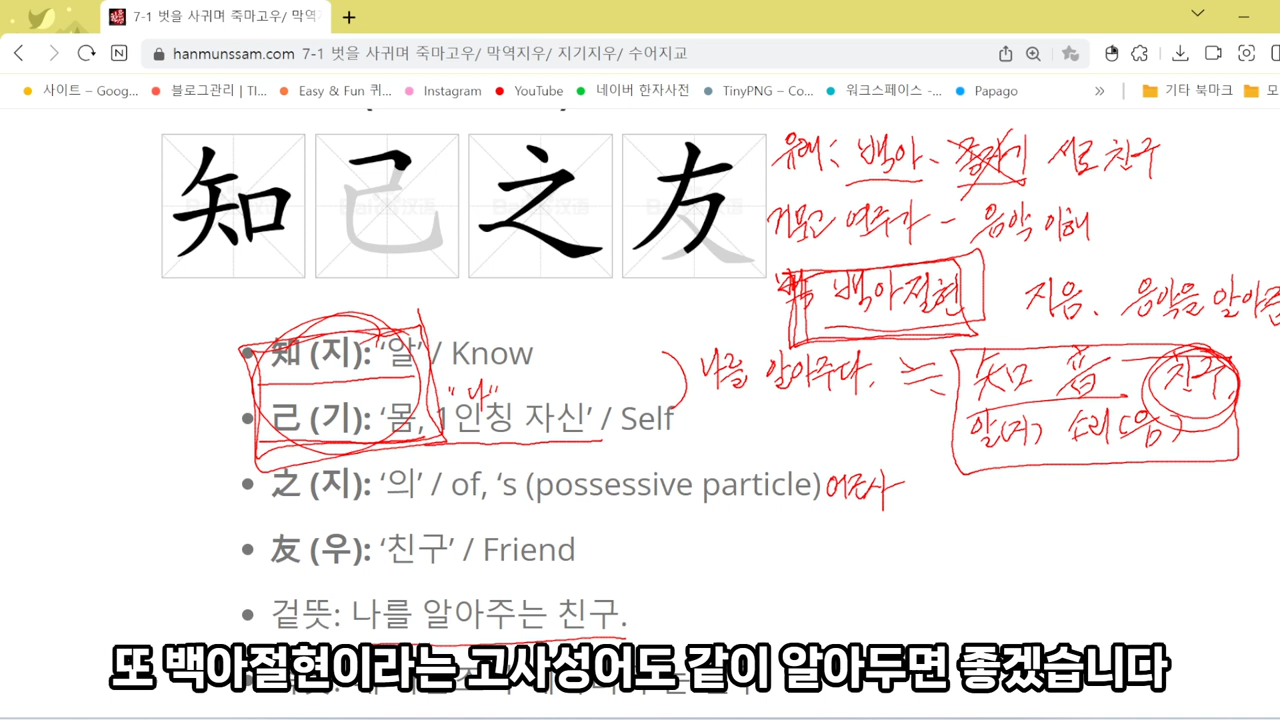 7-1 벗을 사귀며 죽마고우/ 막역지
hanmunssam.com 7-1 벗을 사귀며 죽마고우/ 막역지우/ 지기지우/ 수어지교
사이트 – Goog... 블로그관리 | TI... Easy & Fun 퀴... Instagram YouTube 네이버 한자사전 TinyPNG – Co... 워크스페이스 -... Papago » 기타 북마크 모
知己之友
유래: 백아、 종자기 서로 친구
거문고 연주가 - 음악 이해
백아절현 지음、 음악을 알아준
知 (지): ‘알’ / Know
나를 알아주다. ≒ 知 音 친구
"나"
己 (기): ‘몸, 1인칭 자신’ / Self
알(지) 소리(음)
之 (지): ‘의’ / of, ‘s (possessive particle) 어조사
友 (우): ‘친구’ / Friend
겉뜻: 나를 알아주는 친구.
또 백아절현이라는 고사성어도 같이 알아두면 좋겠습니다